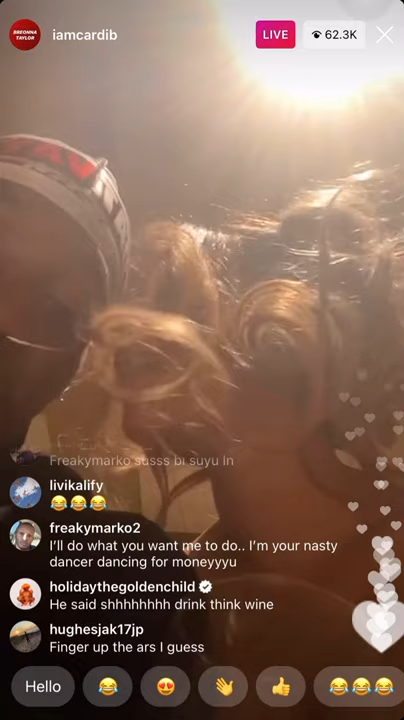 BREONNA
TAYLOR
iamcardib
LIVE
62.3K
Freakymarko susss bi suyu ln
livikalify
😂😂😂
freakymarko2
I'll do what you want me to do.. I'm your nasty
dancer dancing for moneyyyu
holidaythegoldenchild
He said shhhhhhhh drink think wine
hughesjak17jp
Finger up the ars I guess
Hello
😂
😍
👋
👍
😂😂😂